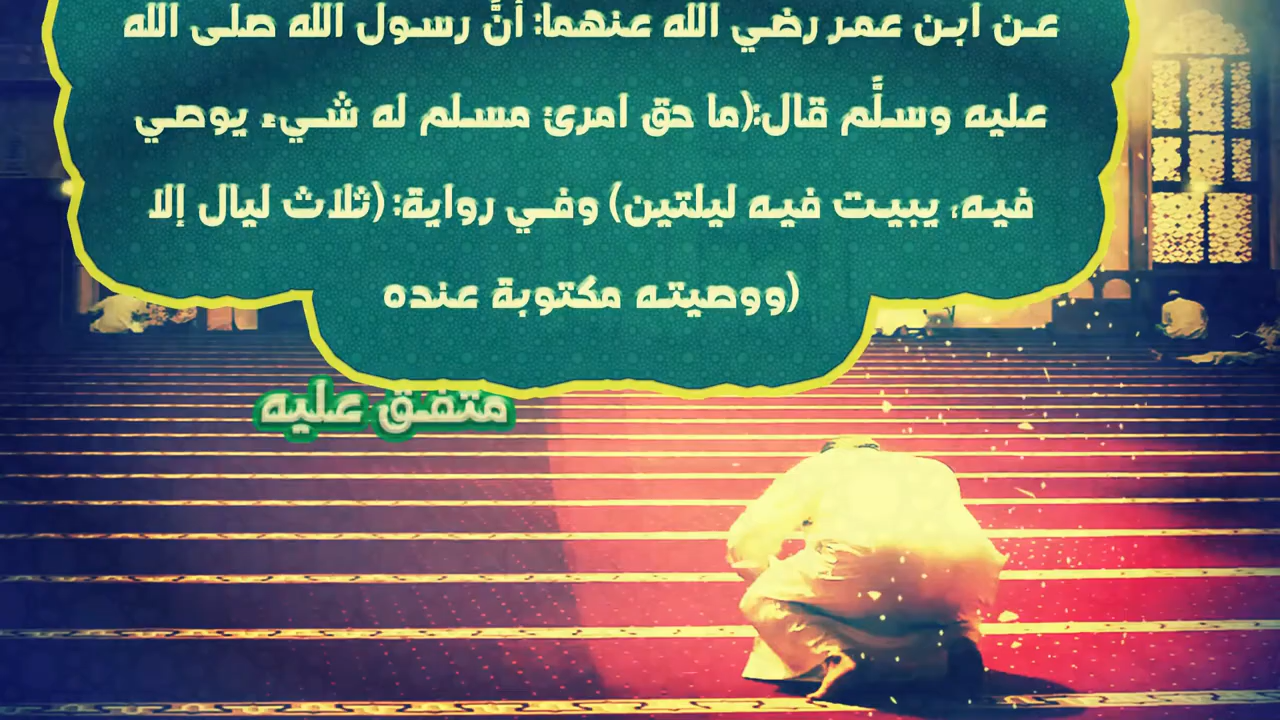 عن ابن عمر رضي الله عنهما: أنَّ رسول الله صلى الله
عليه وسلَّم قال:(ما حق امرئ مسلم له شيء يوصي
فيه، يبيت فيه ليلتين) وفي رواية: (ثلاث ليال إلا
(ووصيته مكتوبة عنده
متفق عليه